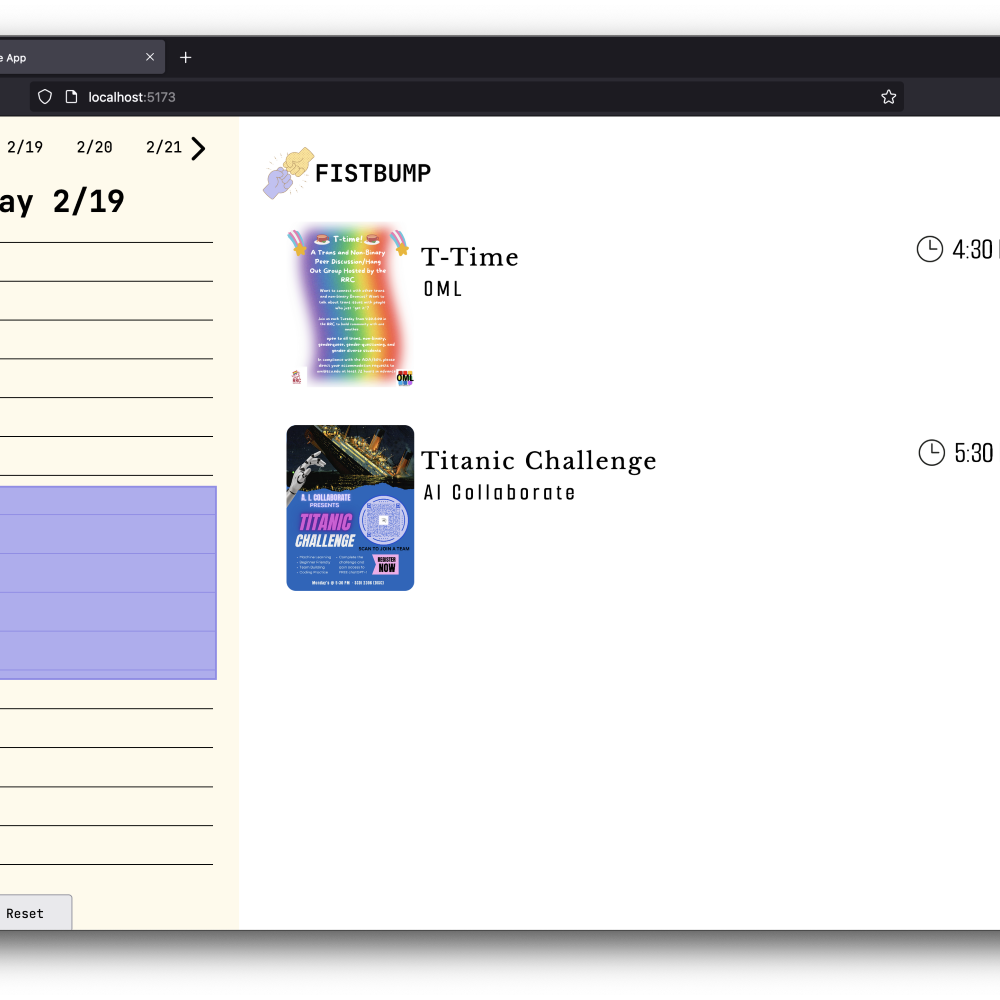 e App
localhost:5173
2/19 2/20 2/21
ay 2/19
Reset
FISTBUMP
T-time!
A Trans and Non-Binary
Peer Discussion/Hang
Out Group Hosted by the
RRC.
OML
T-Time
OML
4:30
A. I. COLLABORATE
PRESENTS
TITANIC
CHALLENGE
SCAN TO JOIN A TEAM
REGISTER
NOW
Titanic Challenge
AI Collaborate
5:30